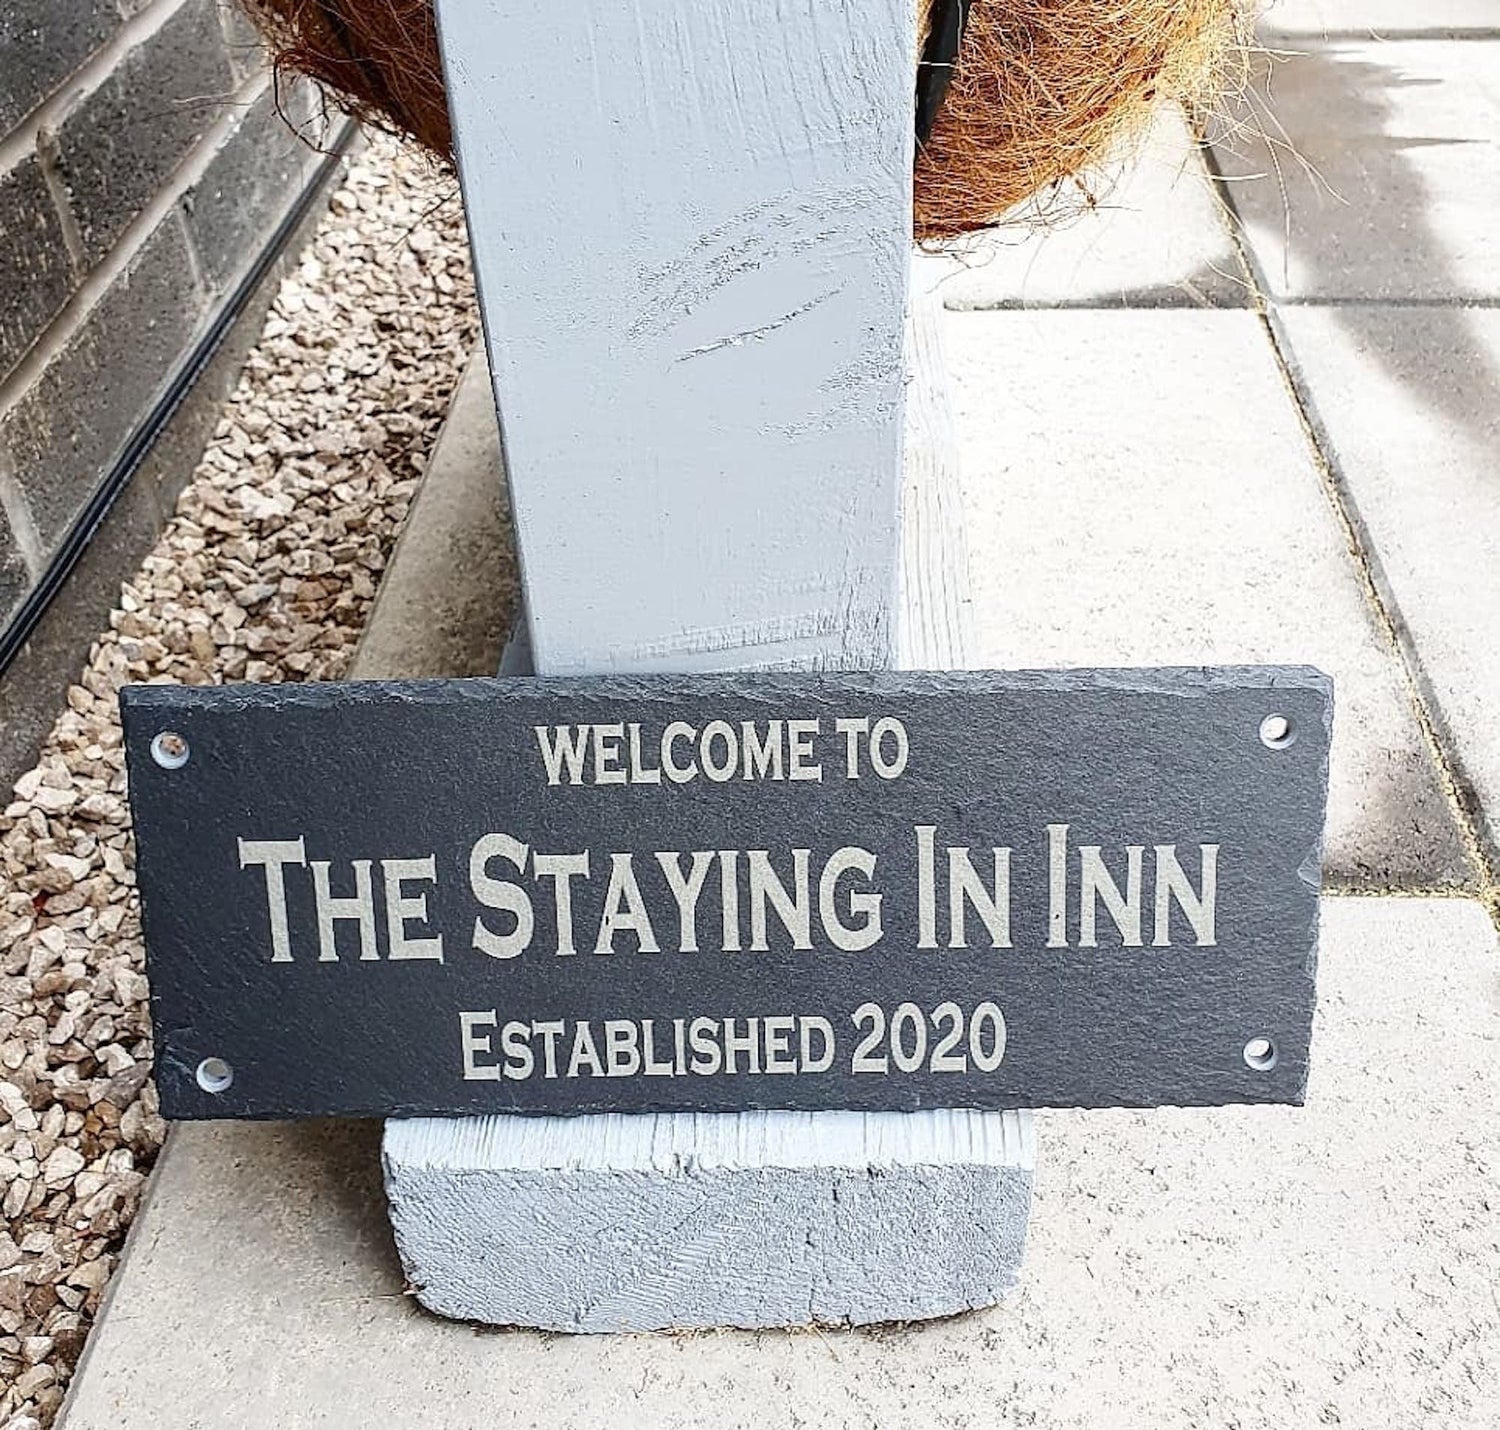 WELCOME TO
THE STAYING IN INN
ESTABLISHED 2020